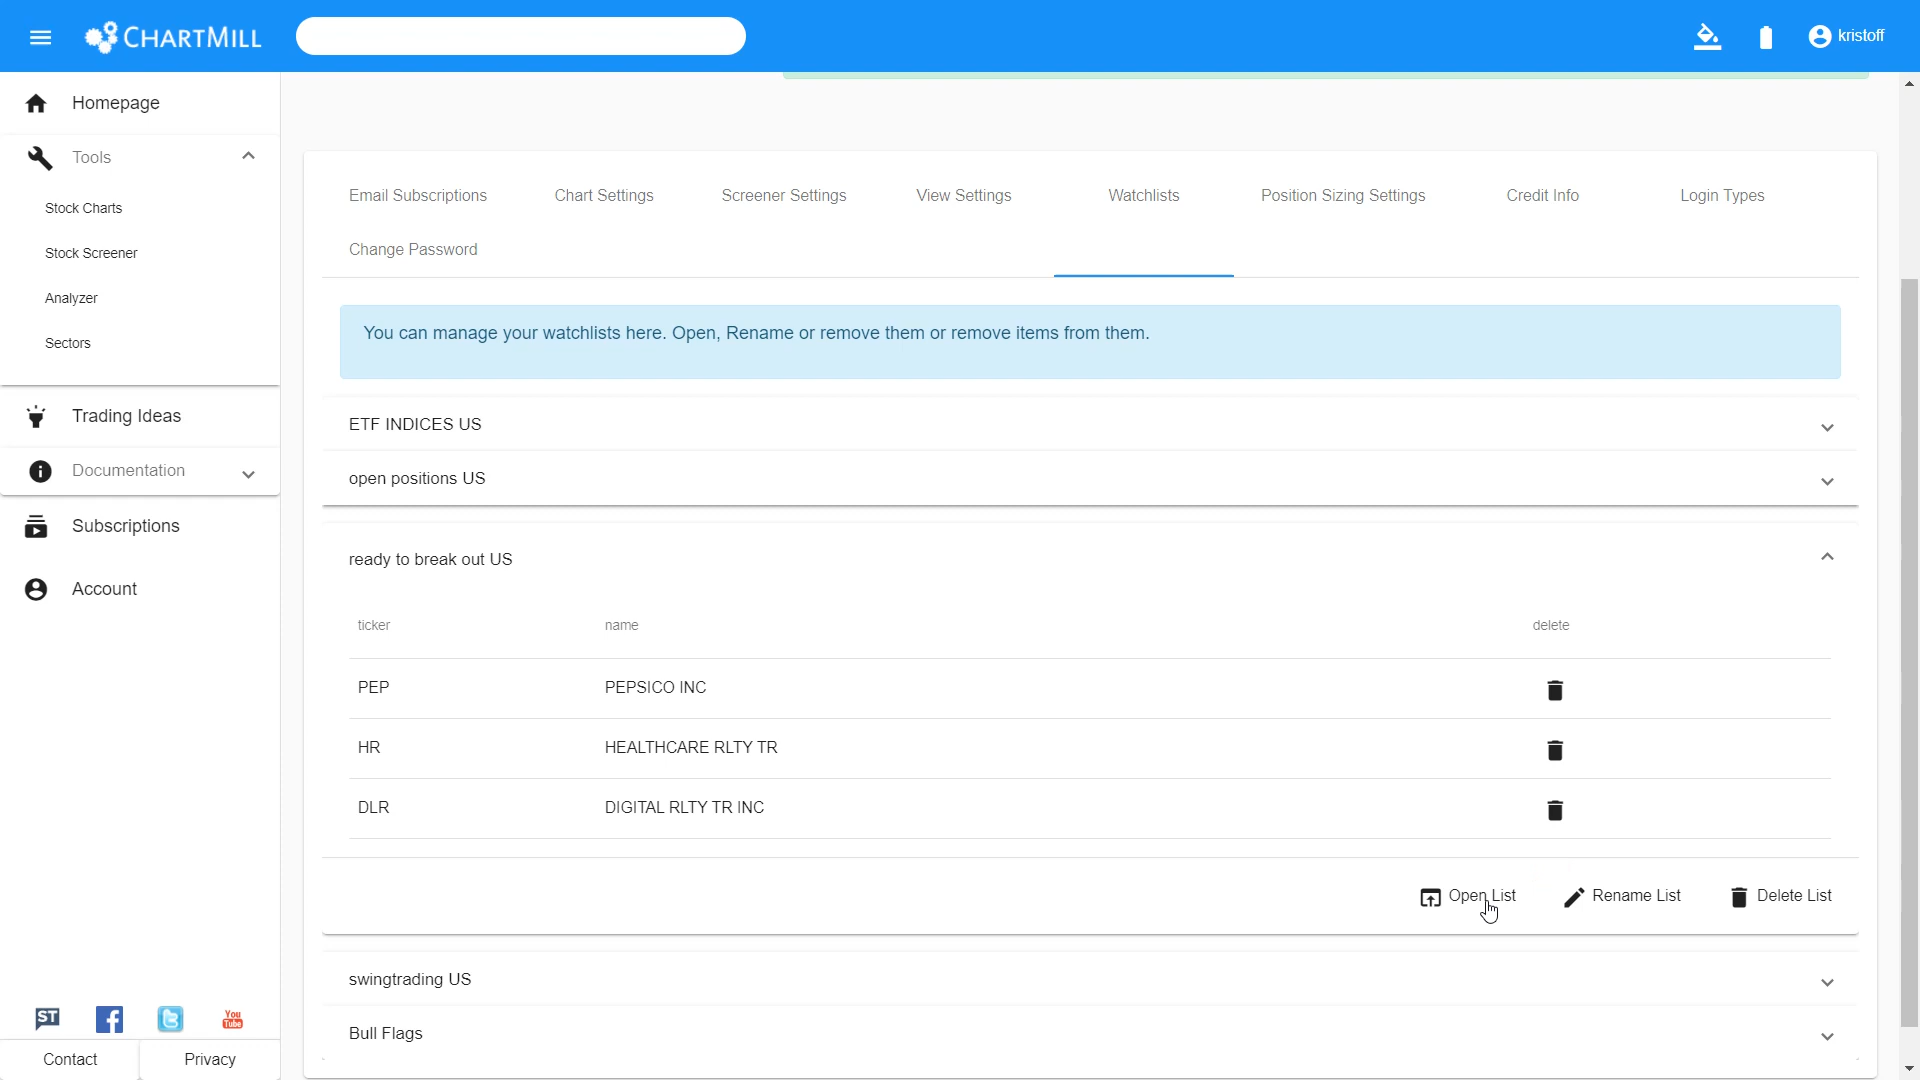 CHARTMILL
kristoff
Homepage
Tools
Stock Charts
Stock Screener
Analyzer
Sectors
Trading Ideas
Documentation
Subscriptions
Account
ST
f
t
You
Tube
Contact
Privacy
Email Subscriptions
Chart Settings
Screener Settings
View Settings
Watchlists
Position Sizing Settings
Credit Info
Login Types
Change Password
You can manage your watchlists here. Open, Rename or remove them or remove items from them.
ETF INDICES US
open positions US
ready to break out US
ticker name delete
PEP PEPSICO INC
HR HEALTHCARE RLTY TR
DLR DIGITAL RLTY TR INC
Open List
Rename List
Delete List
swingtrading US
Bull Flags